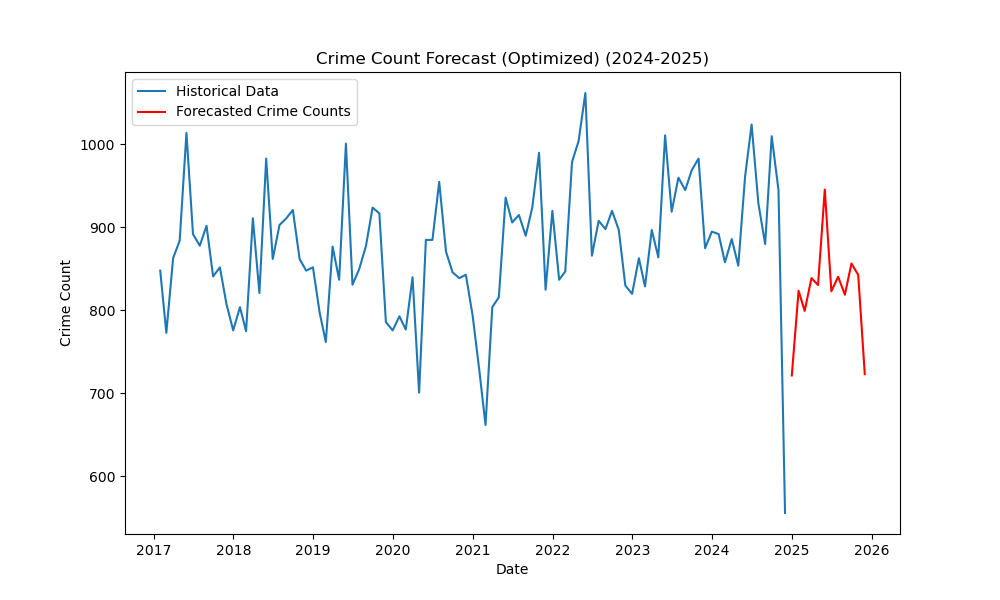 Crime Count Forecast (Optimized) (2024-2025)
Historical Data
Forecasted Crime Counts
Crime Count
1000
900
800
700
600
2017 2018 2019 2020 2021 2022 2023 2024 2025 2026
Date